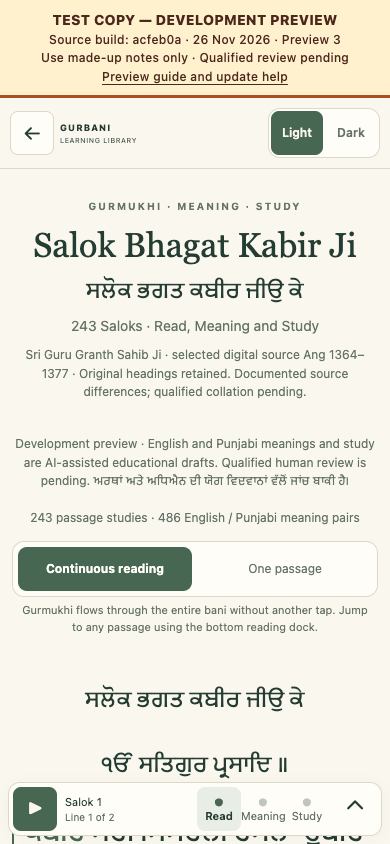 TEST COPY — DEVELOPMENT PREVIEW
Source build: acfeb0a · 26 Nov 2026 · Preview 3
Use made-up notes only · Qualified review pending
Preview guide and update help
GURBANI
LEARNING LIBRARY
Light Dark
GURMUKHI · MEANING · STUDY
Salok Bhagat Kabir Ji
ਸਲੋਕ ਭਗਤ ਕਬੀਰ ਜੀਉ ਕੇ
243 Saloks · Read, Meaning and Study
Sri Guru Granth Sahib Ji · selected digital source Ang 1364–
1377 · Original headings retained. Documented source
differences; qualified collation pending.
Development preview · English and Punjabi meanings and study
are AI-assisted educational drafts. Qualified human review is
pending. ਅਰਥਾਂ ਅਤੇ ਅਧਿਐਨ ਦੀ ਯੋਗ ਵਿਦਵਾਨਾਂ ਵੱਲੋਂ ਜਾਂਚ ਬਾਕੀ ਹੈ।
243 passage studies · 486 English / Punjabi meaning pairs
Continuous reading One passage
Gurmukhi flows through the entire bani without another tap. Jump
to any passage using the bottom reading dock.
ਸਲੋਕ ਭਗਤ ਕਬੀਰ ਜੀਉ ਕੇ
ੴ ਸਤਿਗੁਰ ਪ੍ਰਸਾਦਿ ॥
Salok 1
Line 1 of 2
Read Meaning Study